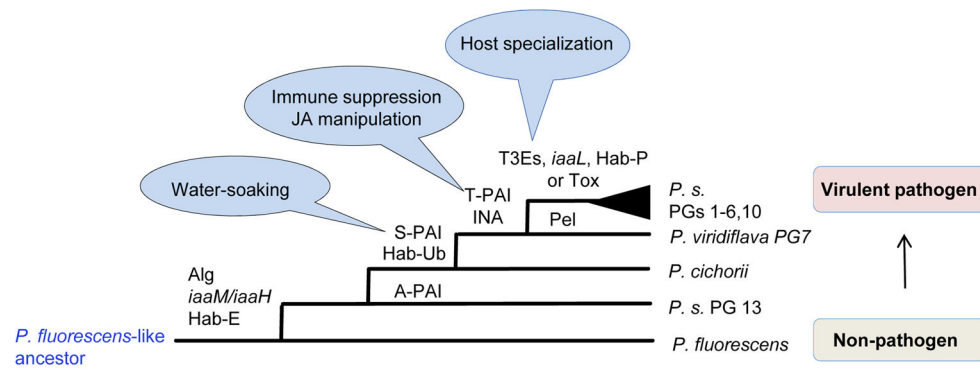 Host specialization
Immune suppression
JA manipulation
Water-soaking
T3Es, iaaL, Hab-P
or Tox
T-PAI
INA
Pel
S-PAI
Hab-Ub
A-PAI
Alg
iaaM/iaaH
Hab-E
P. fluorescens-like
ancestor
P. s.
PGs 1-6,10
P. viridiflava PG7
P. cichorii
P. s. PG 13
P. fluorescens
Virulent pathogen
Non-pathogen